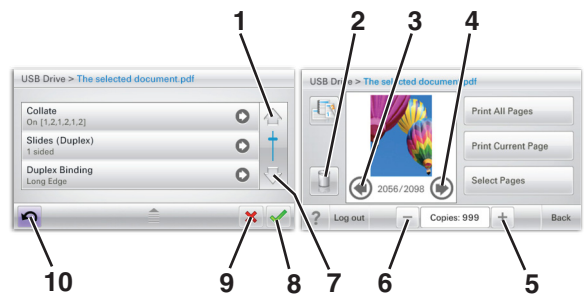 1
2
3
4
USB Drive > The selected document.pdf
Collate
On {1,2,1,2,1,2}
Slides (Duplex)
1 sided
Duplex Binding
Long Edge
USB Drive > The selected document.pdf
Print All Pages
Print Current Page
Select Pages
2056/2098
? Log out
Copies: 999
Back
10
9
8
7
6
5